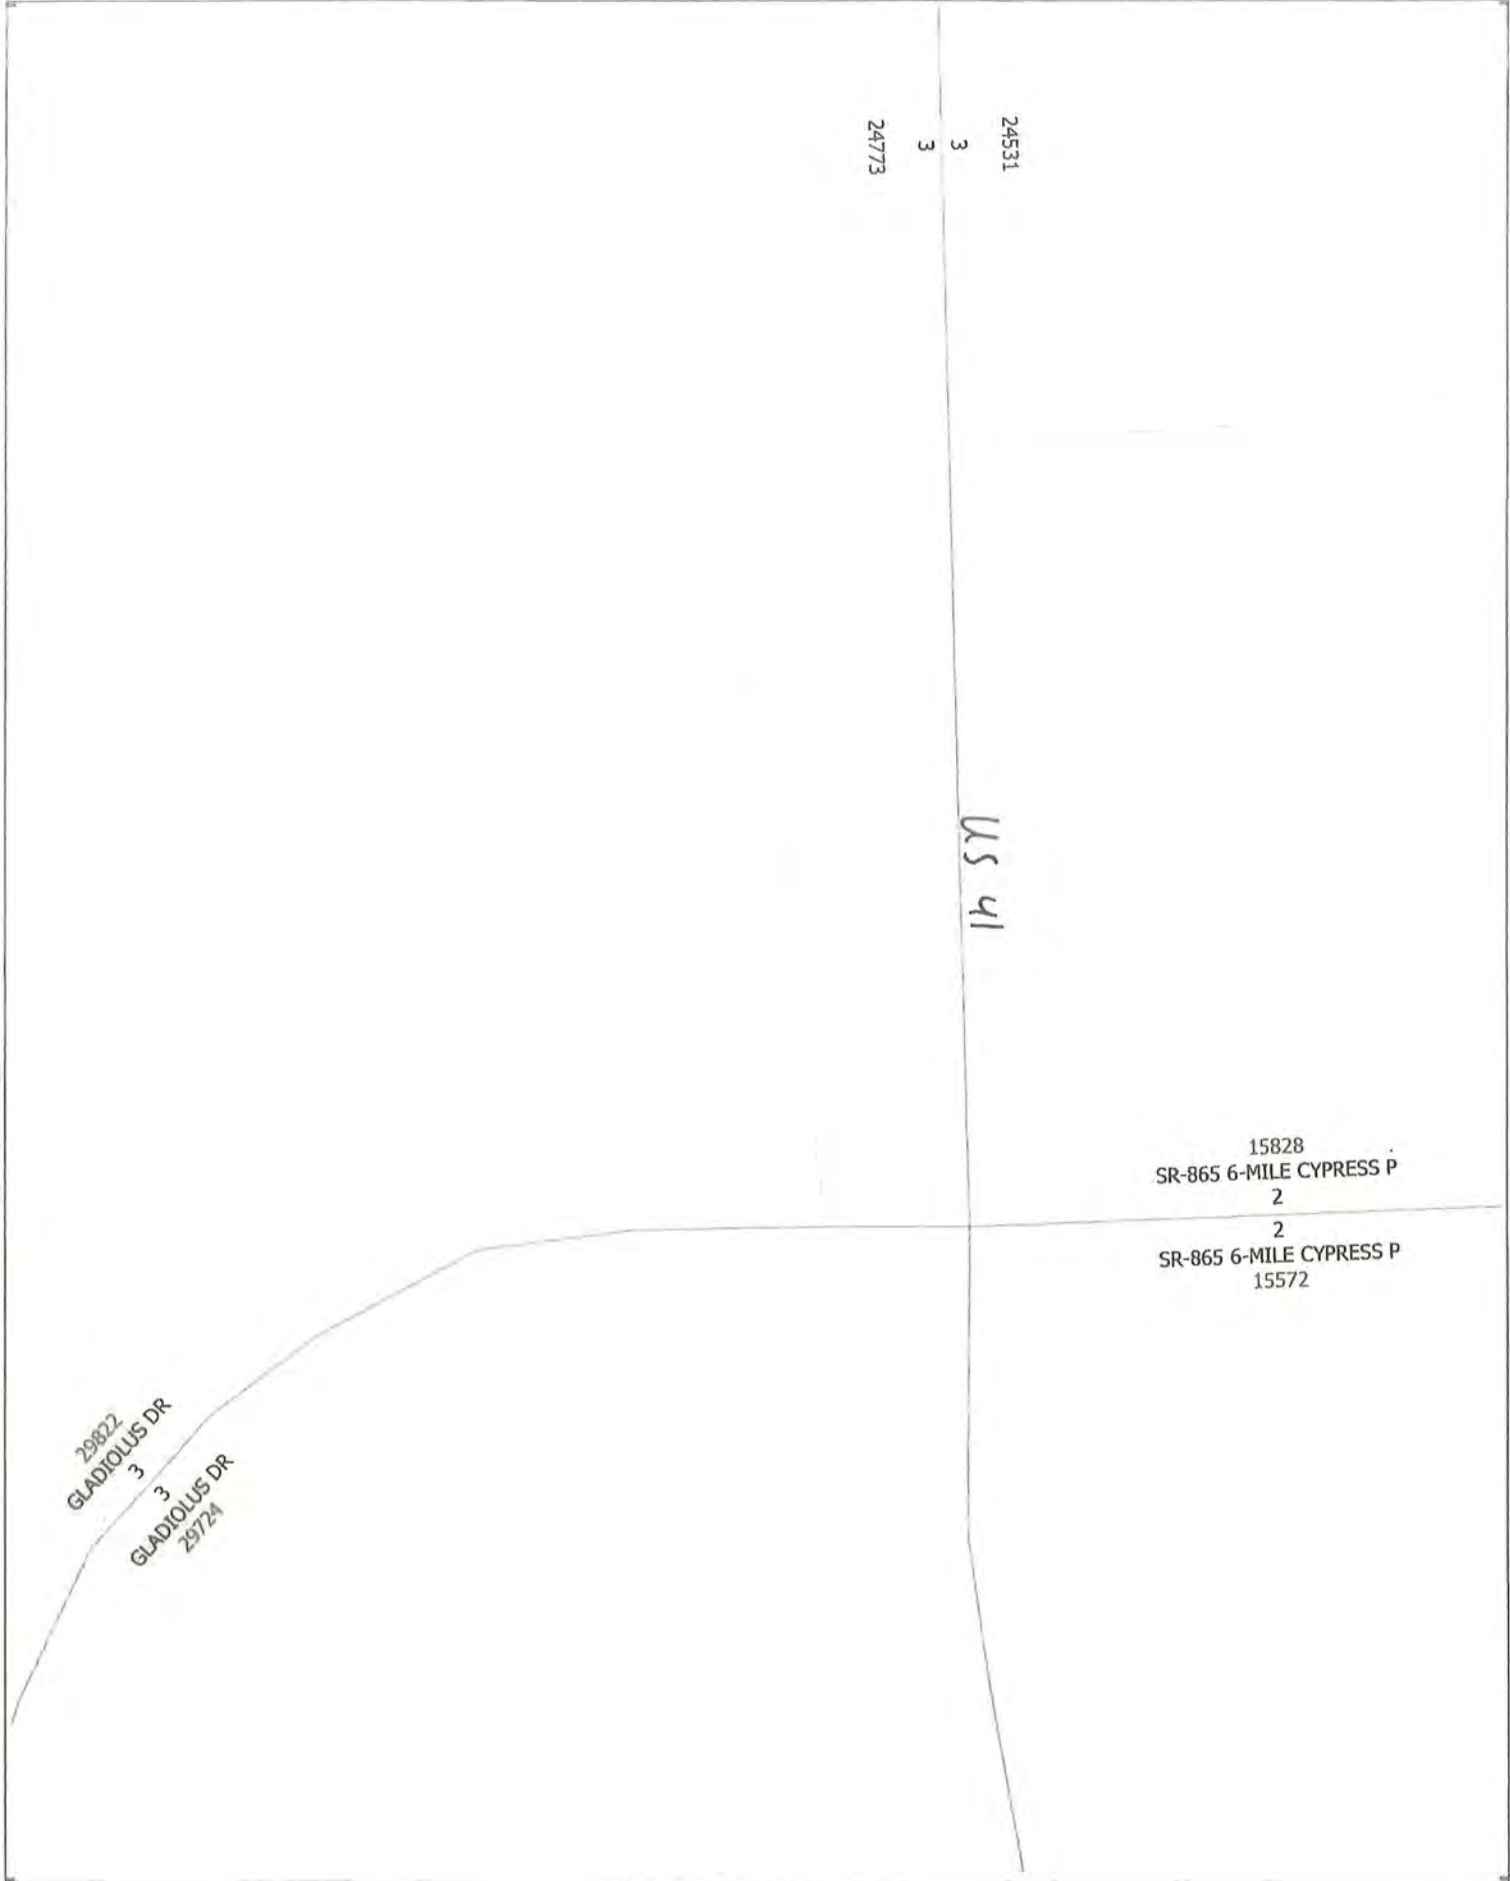 24531
3
3
24773
US 41
15828
SR-865 6-MILE CYPRESS P
2
2
SR-865 6-MILE CYPRESS P
15572
29822
GLADIOLUS DR
3
3
GLADIOLUS DR
29724